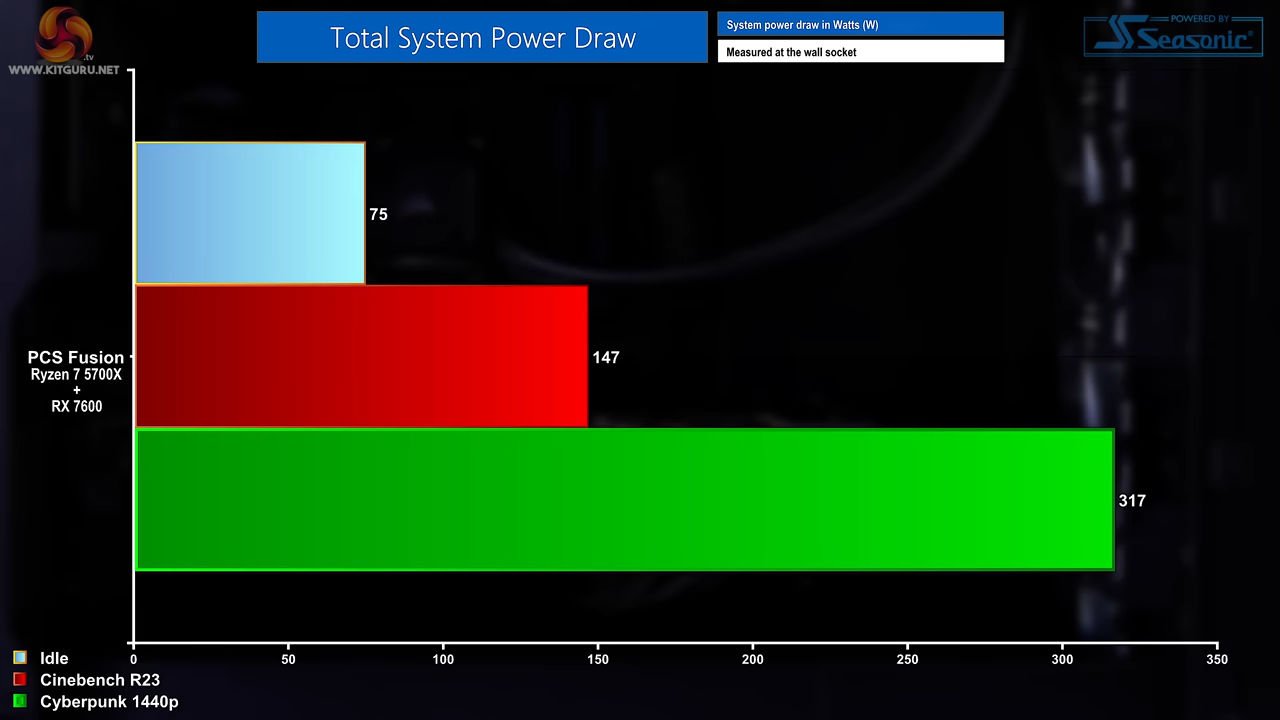 Total System Power Draw
System power draw in Watts (W)
Measured at the wall socket
POWERED BY
Seasonic®
.tv
WWW.KITGURU.NET
75
147
317
PCS Fusion
Ryzen 7 5700X
+
RX 7600
0 50 100 150 200 250 300 350
Idle
Cinebench R23
Cyberpunk 1440p